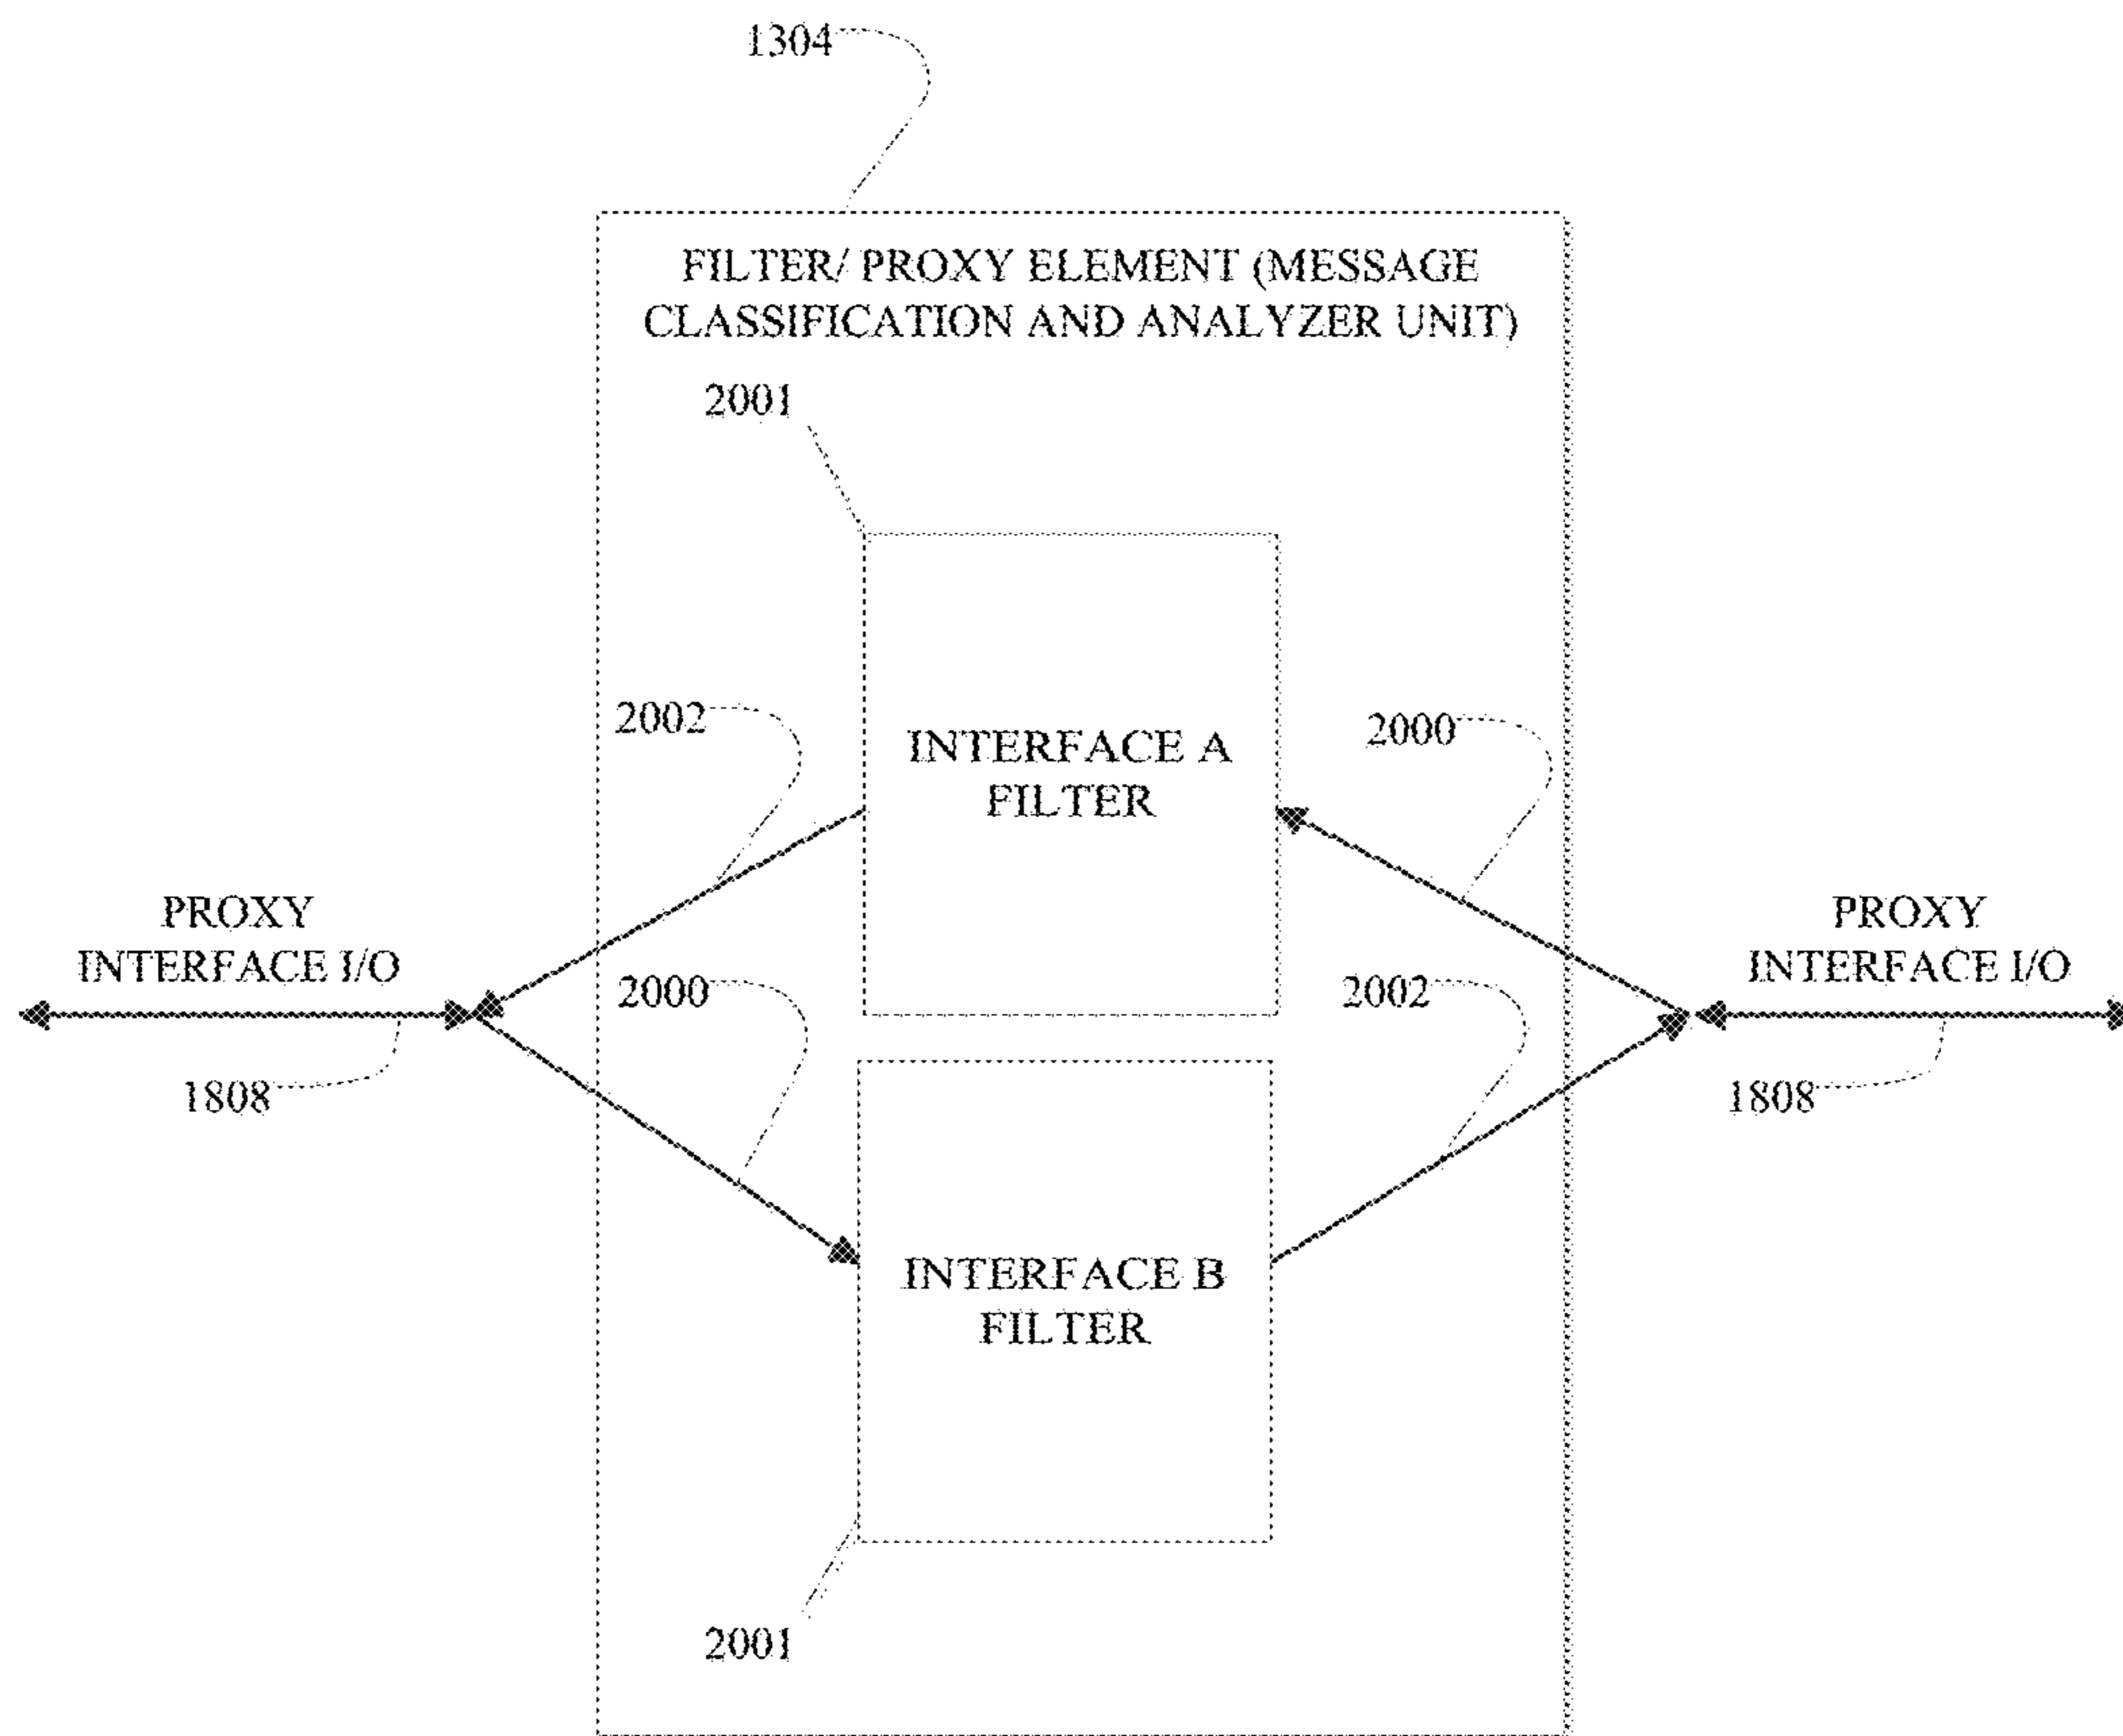 1304
FILTER/ PROXY ELEMENT (MESSAGE
CLASSIFICATION AND ANALYZER UNIT)
2001
2002
2000
INTERFACE A
FILTER
PROXY
INTERFACE I/O
PROXY
INTERFACE I/O
2000
2002
1808
1808
INTERFACE B
FILTER
2001